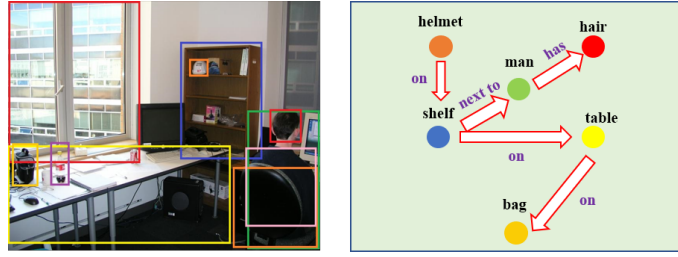 helmet
hair
man
has
on
next to
shelf
table
on
bag
on